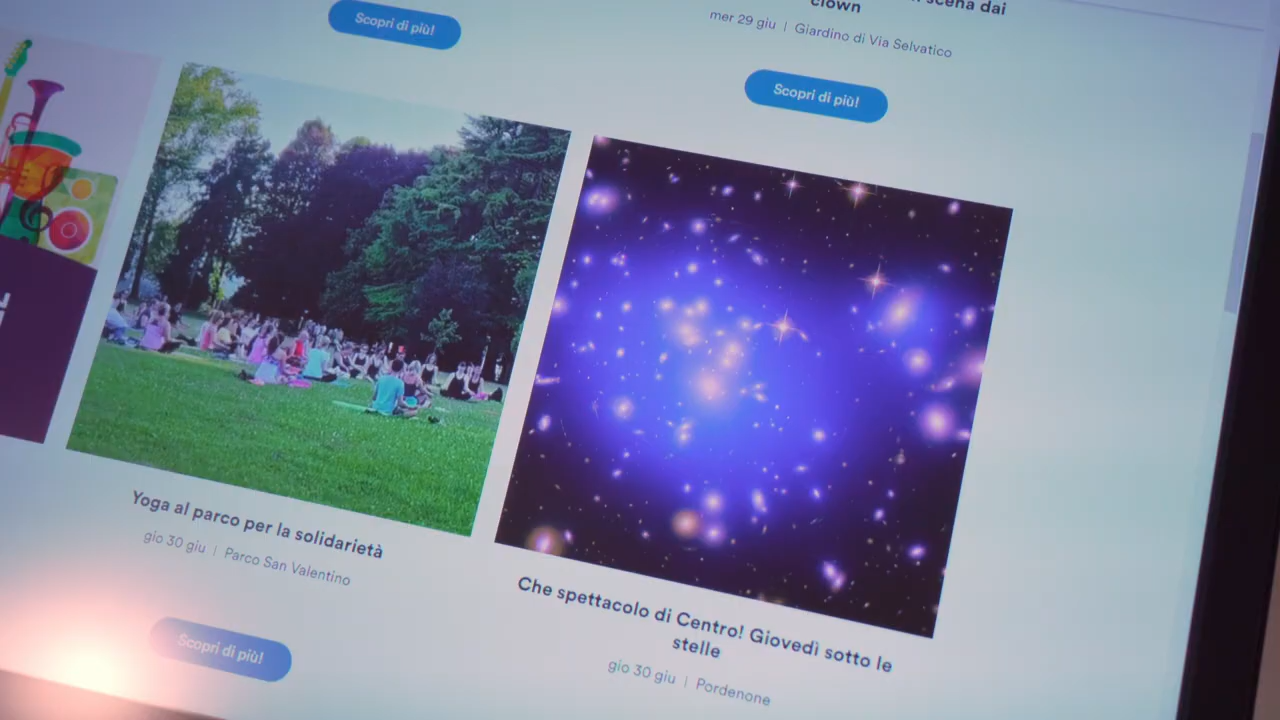 scena dai
clown
mer 29 giu | Giardino di Via Selvatico
Scopri di più!
Scopri di più!
Yoga al parco per la solidarietà
gio 30 giu | Parco San Valentino
Scopri di più!
Che spettacolo di Centro! Giovedì sotto le
stelle
gio 30 giu | Pordenone